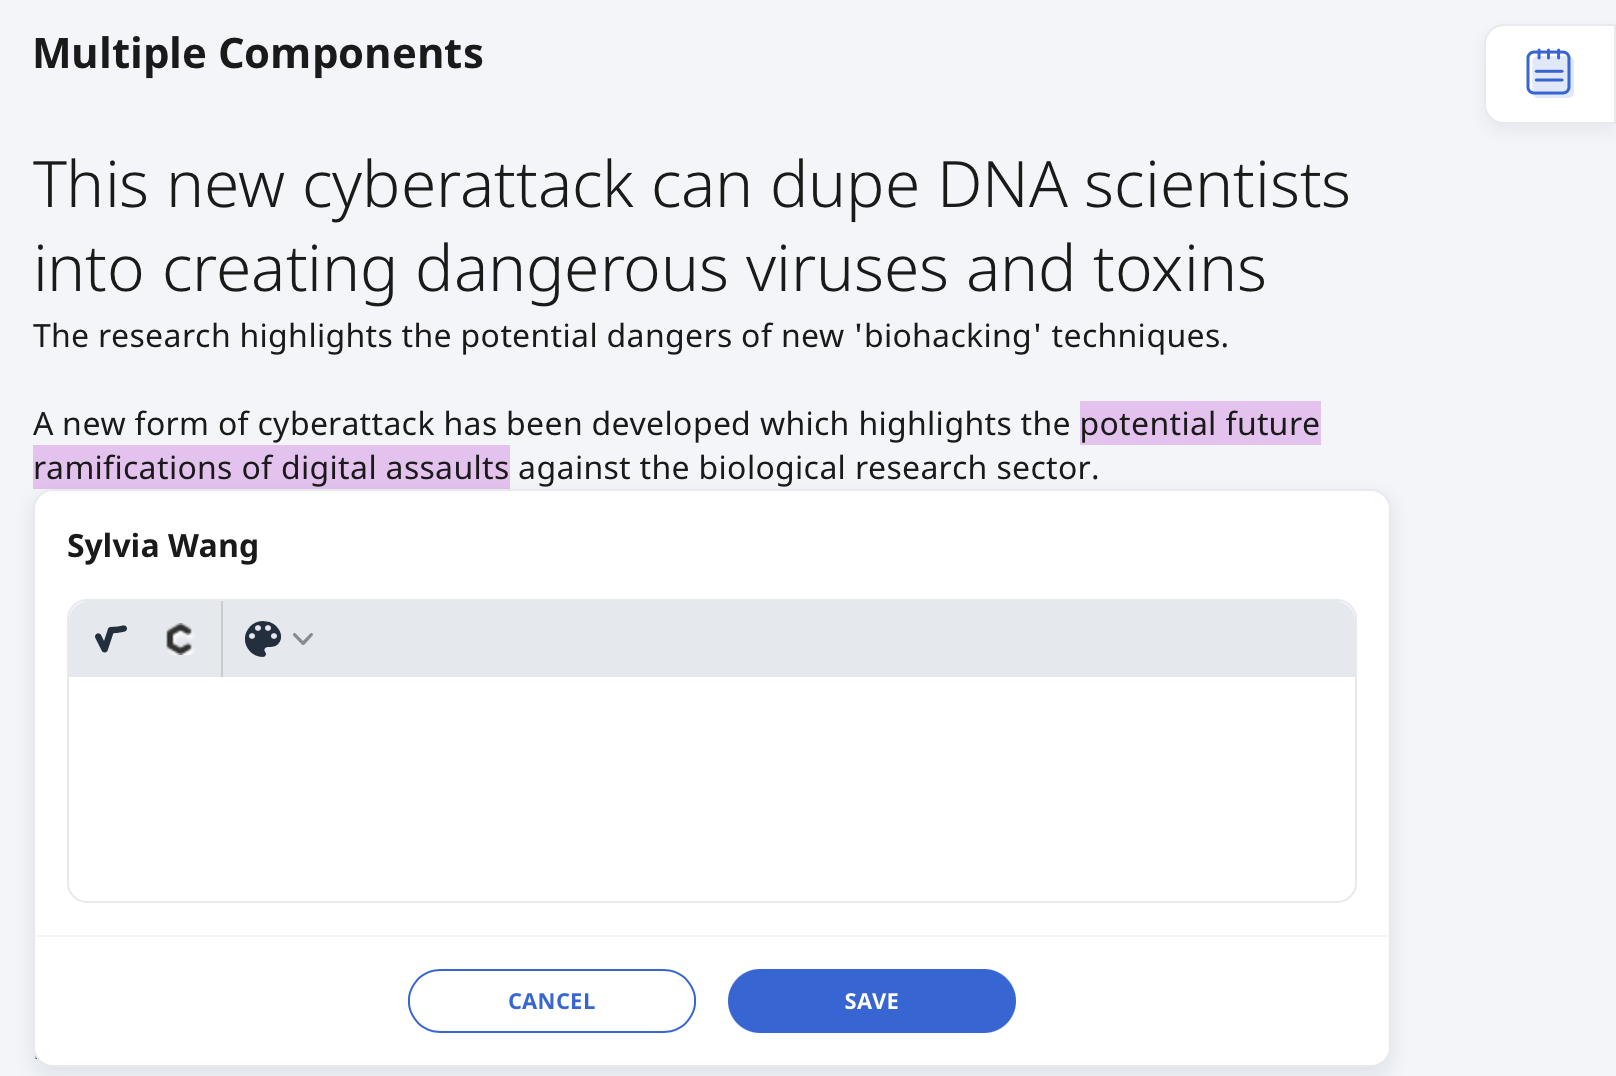 Multiple Components
This new cyberattack can dupe DNA scientists
into creating dangerous viruses and toxins
The research highlights the potential dangers of new 'biohacking' techniques.
A new form of cyberattack has been developed which highlights the potential future
ramifications of digital assaults against the biological research sector.
Sylvia Wang
CANCEL
SAVE